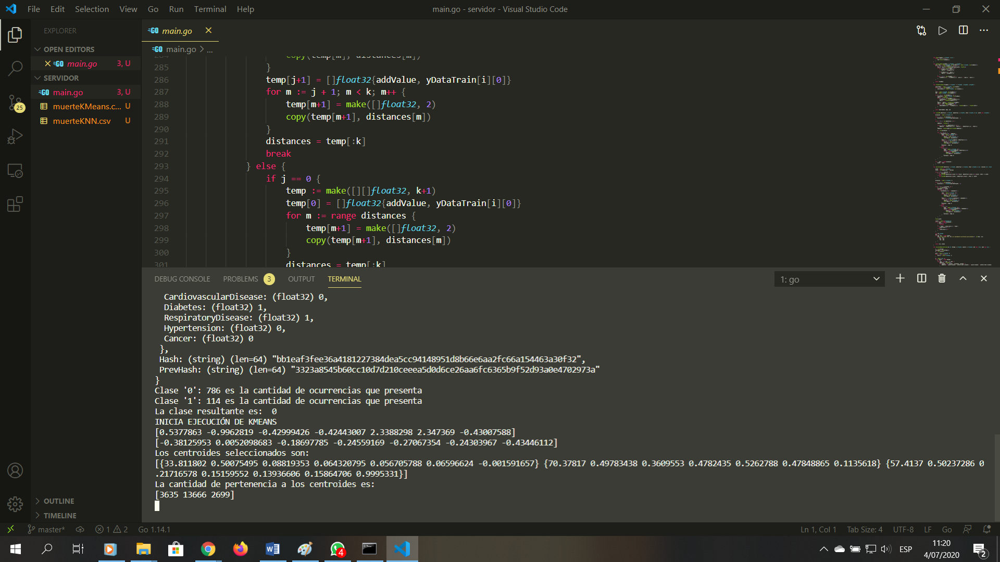 File Edit Selection View Go Run Terminal Help
main.go - servidor - Visual Studio Code
EXPLORER
OPEN EDITORS
main.go 3, U
SERVIDOR
main.go 3, U
muerteKMeans.c... U
muerteKNN.csv U
25
OUTLINE
TIMELINE
main.go
main.go > ...
284 copy(temp[m], distances[m])
285 }
286 temp[j+1] = []float32{addValue, yDataTrain[i][0]}
287 for m := j + 1; m < k; m++ {
288 temp[m+1] = make([]float32, 2)
289 copy(temp[m+1], distances[m])
290 }
291 distances = temp[:k]
292 break
293 } else {
294 if j == 0 {
295 temp := make([][]float32, k+1)
296 temp[0] = []float32{addValue, yDataTrain[i][0]}
297 for m := range distances {
298 temp[m+1] = make([]float32, 2)
299 copy(temp[m+1], distances[m])
300 }
301 distances = temp[:k]
DEBUG CONSOLE PROBLEMS 3 OUTPUT TERMINAL
1: go
CardiovascularDisease: (float32) 0,
Diabetes: (float32) 1,
RespiratoryDisease: (float32) 1,
Hypertension: (float32) 0,
Cancer: (float32) 0
},
Hash: (string) (len=64) "bb1eaf3fee36a4181227384dea5cc94148951d8b66e6aa2fc66a154463a30f32",
PrevHash: (string) (len=64) "3323a8545b60cc10d7d210ceeea5d0d6ce26aa6fc6365b9f52d93a0e4702973a"
}
Clase '0': 786 es la cantidad de ocurrencias que presenta
Clase '1': 114 es la cantidad de ocurrencias que presenta
La clase resultante es:  0
INICIA EJECUCIÓN DE KMEANS
[0.5377863 -0.9962819 -0.42999426 -0.42443007 2.3388298 2.347369 -0.43007588]
[-0.38125953 0.0052098683 -0.18697785 -0.24559169 -0.27067354 -0.24303967 -0.43446112]
Los centroides seleccionados son:
[{33.811802 0.50075495 0.08819353 0.064320795 0.056705788 0.06596624 -0.001591657} {70.37817 0.49783438 0.3609553 0.4782435 0.5262788 0.47848865 0.1135618} {57.4137 0.50237286 0
.21716578 0.15159552 0.13936606 0.15864706 0.9995331}]
La cantidad de pertenencia a los centroides es:
[3635 13666 2699]
master* 1 2 Go 1.14.1
Ln 1, Col 1 Tab Size: 4 UTF-8 LF Go
4
ESP
11:20
4/07/2020
2